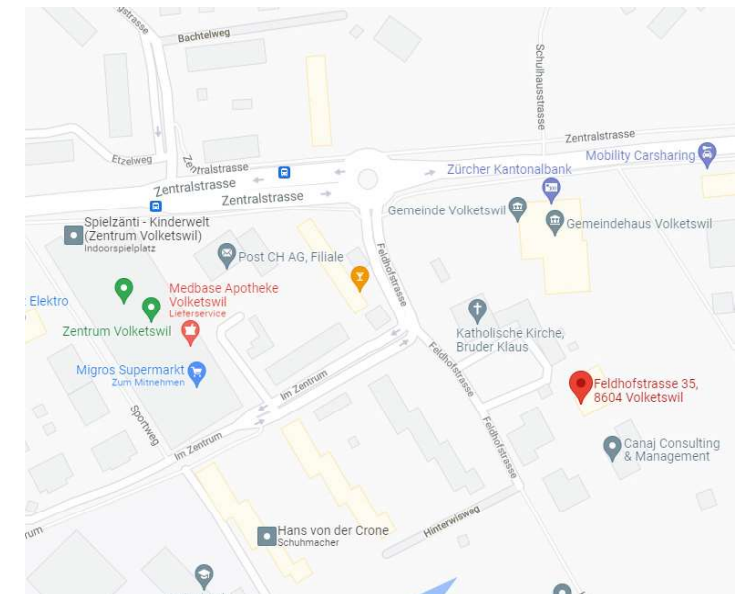 Bachtelweg
Schulhausstrasse
Zentralstrasse
Etzelweg
Zentralstrasse
Mobility Carsharing
Zürcher Kantonalbank
Zentralstrasse
Zentralstrasse
Gemeinde Volketswil
Gemeindehaus Volketswil
Spielzänti - Kinderwelt
(Zentrum Volketswil)
Indoorspielplatz
Post CH AG, Filiale
Feldhofstrasse
Medbase Apotheke
Volketswil
Lieferservice
Elektro
Zentrum Volketswil
Katholische Kirche,
Bruder Klaus
Feldhofstrasse
Migros Supermarkt
Zum Mitnehmen
Im Zentrum
Feldhofstrasse 35,
8604 Volketswil
Sportweg
Im Zentrum
Feldhofstrasse
Canaj Consulting
& Management
Hinterwisweg
Hans von der Crone
Schuhmacher